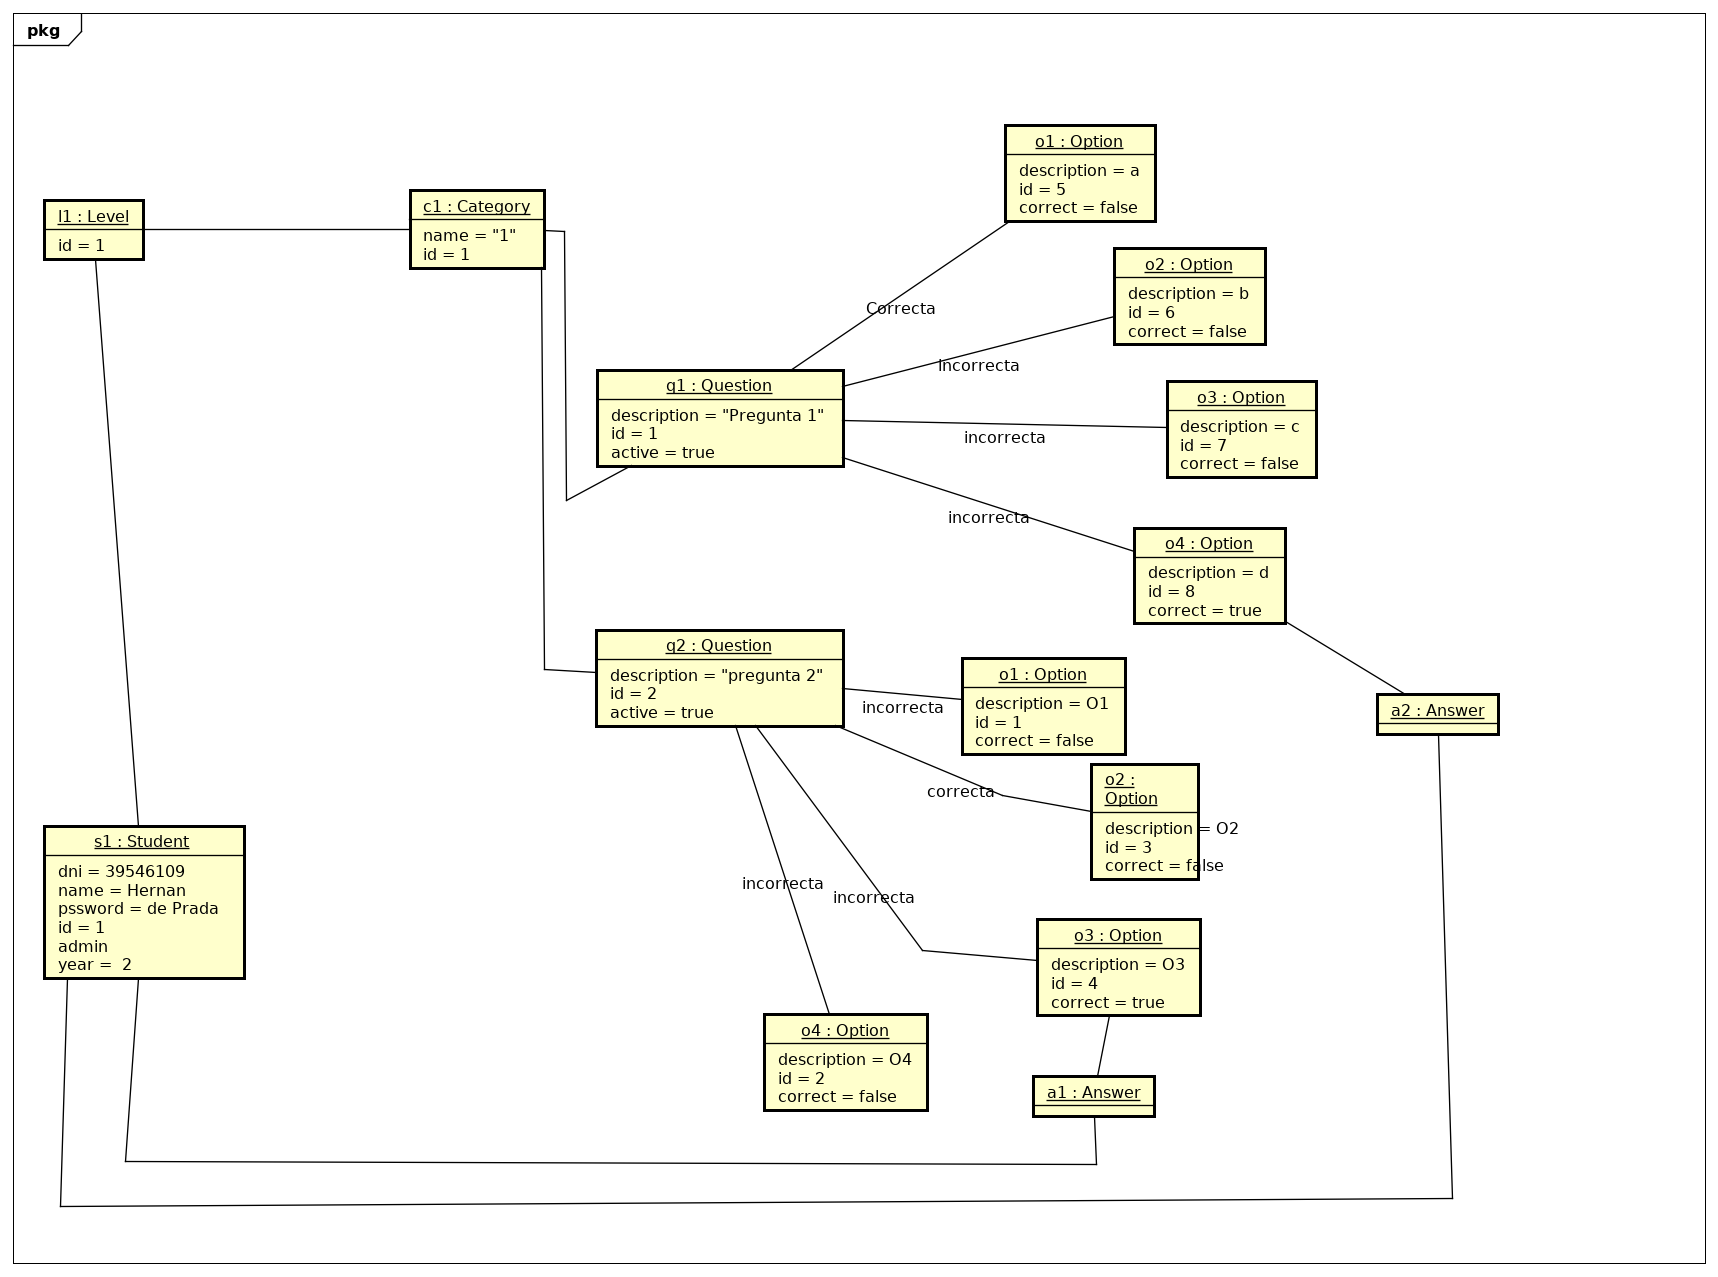 pkg
l1 : Level
id = 1
c1 : Category
name = "1"
id = 1
o1 : Option
description = a
id = 5
correct = false
Correcta
o2 : Option
description = b
id = 6
correct = false
incorrecta
q1 : Question
description = "Pregunta 1"
id = 1
active = true
o3 : Option
description = c
id = 7
correct = false
incorrecta
incorrecta
o4 : Option
description = d
id = 8
correct = true
q2 : Question
description = "pregunta 2"
id = 2
active = true
incorrecta
o1 : Option
description = O1
id = 1
correct = false
a2 : Answer
correcta
o2 :
Option
description = O2
id = 3
correct = false
s1 : Student
dni = 39546109
name = Hernan
pssword = de Prada
id = 1
admin
year =  2
incorrecta
incorrecta
o3 : Option
description = O3
id = 4
correct = true
o4 : Option
description = O4
id = 2
correct = false
a1 : Answer